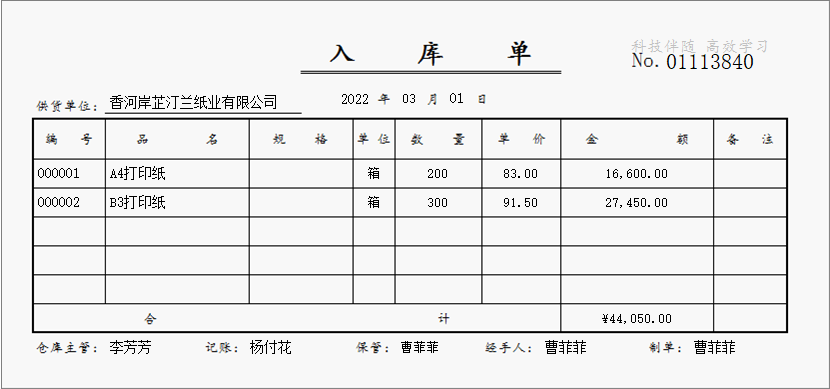 入 库 单
科技伴随 高效学习
No. 01113840
供货单位： 香河岸芷汀兰纸业有限公司 2022 年 03 月 01 日
编 号 品 名 规 格 单位 数 量 单 价 金 额 备 注
000001 A4打印纸 箱 200 83.00 16,600.00
000002 B3打印纸 箱 300 91.50 27,450.00
合 计 ¥44,050.00
仓库主管： 李芳芳 记账： 杨付花 保管： 曹菲菲 经手人： 曹菲菲 制单： 曹菲菲